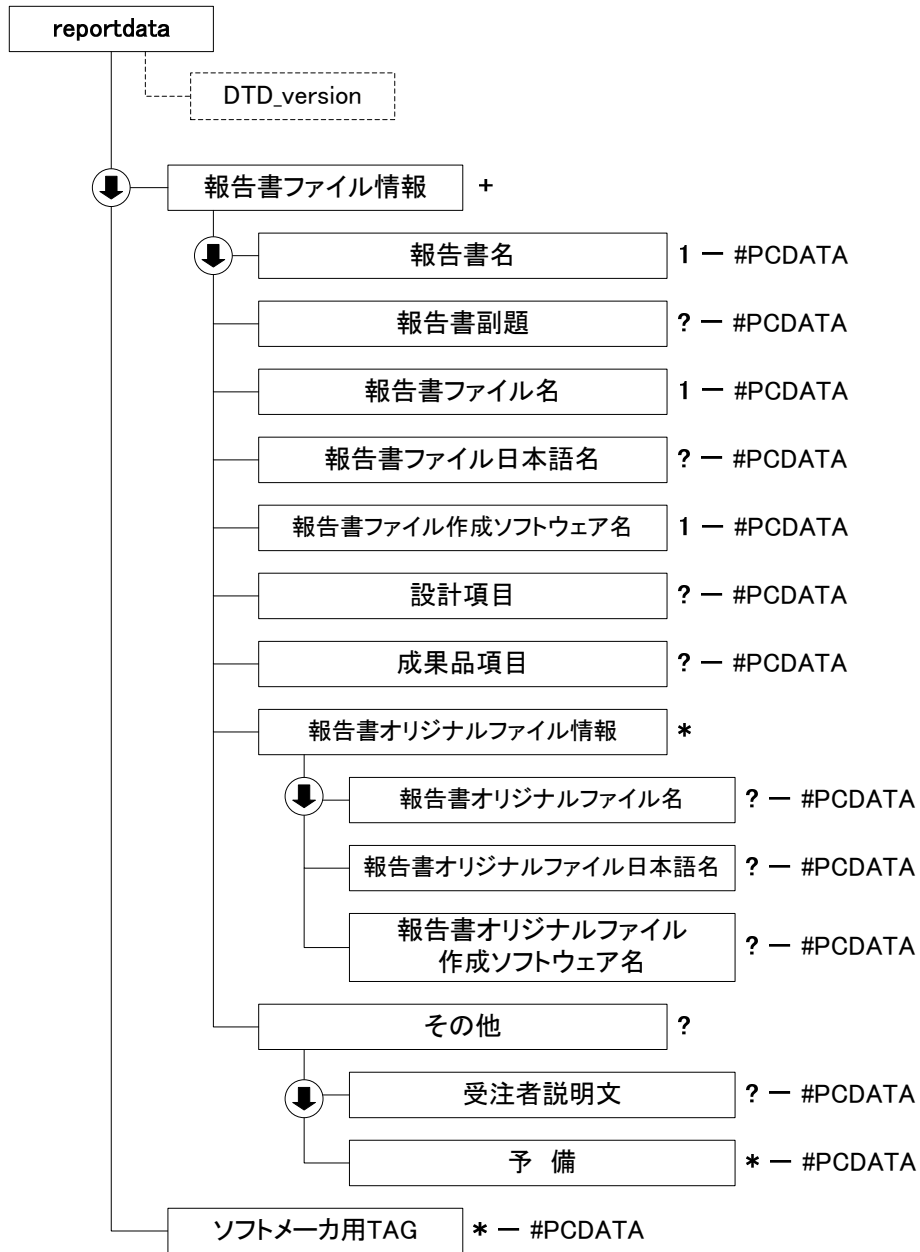 reportdata
DTD_version
報告書ファイル情報 +
報告書名 1 ー #PCDATA
報告書副題 ? ー #PCDATA
報告書ファイル名 1 ー #PCDATA
報告書ファイル日本語名 ? ー #PCDATA
報告書ファイル作成ソフトウェア名 1 ー #PCDATA
設計項目 ? ー #PCDATA
成果品項目 ? ー #PCDATA
報告書オリジナルファイル情報 *
報告書オリジナルファイル名 ? ー #PCDATA
報告書オリジナルファイル日本語名 ? ー #PCDATA
報告書オリジナルファイル
作成ソフトウェア名 ? ー #PCDATA
その他 ?
受注者説明文 ? ー #PCDATA
予 備 * ー #PCDATA
ソフトメーカ用TAG * ー #PCDATA